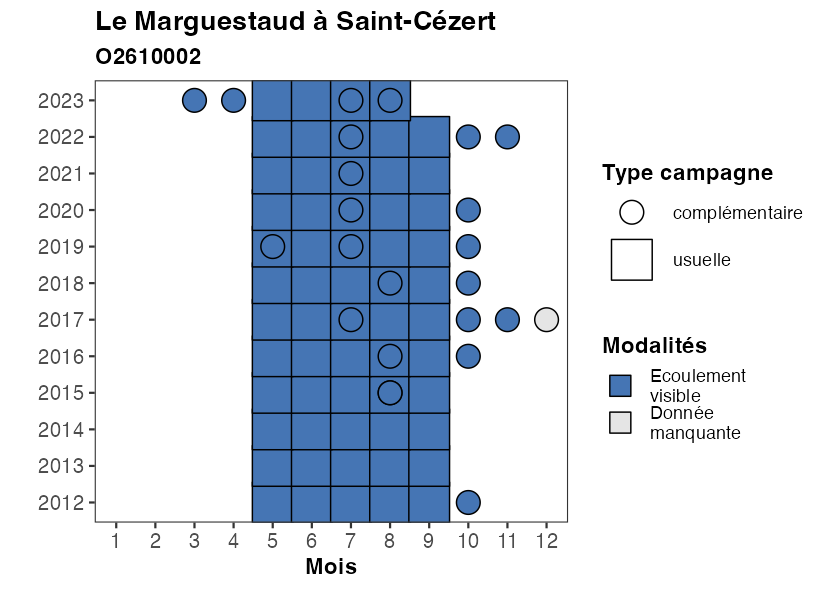 Le Marguestaud à Saint-Cézert
O2610002
2023
2022
2021
2020
2019
2018
2017
2016
2015
2014
2013
2012
1 2 3 4 5 6 7 8 9 10 11 12
Mois
Type campagne
complémentaire
usuelle
Modalités
Ecoulement
visible
Donnée
manquante